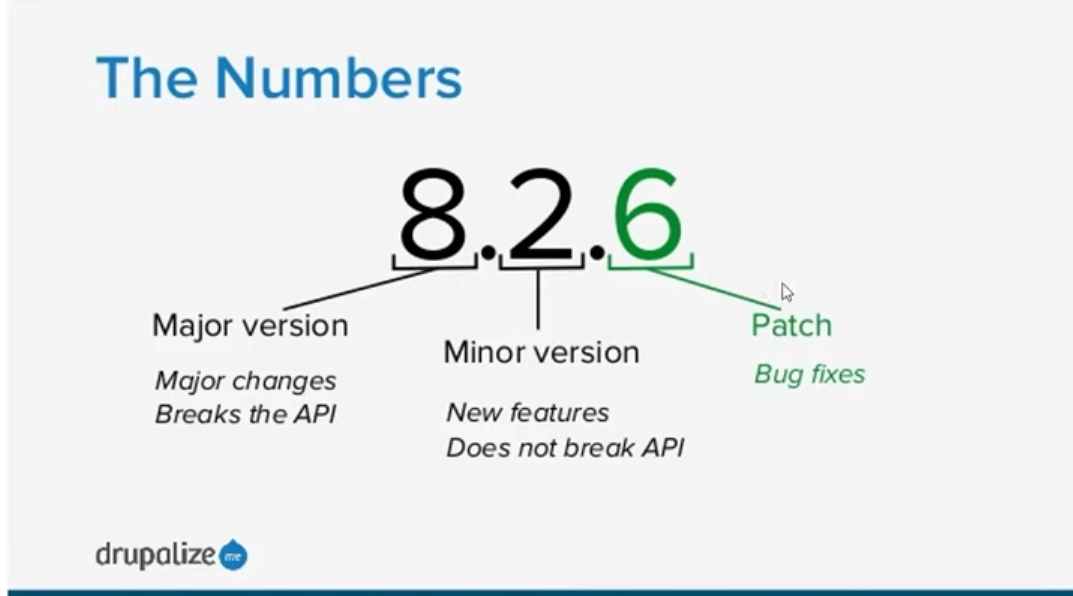 The Numbers
8.2.6
Major version
Major changes
Breaks the API
Minor version
New features
Does not break API
Patch
Bug fixes
drupalize me